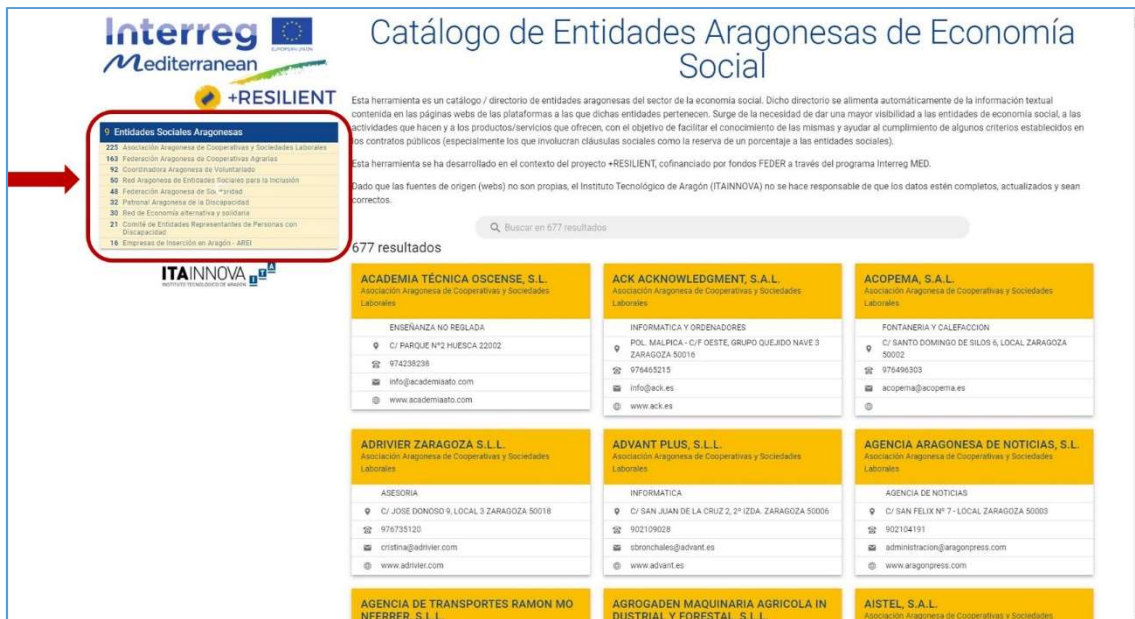 Interreg
EUROPEAN UNION
Mediterranean
+RESILIENT
9 Entidades Sociales Aragonesas
225 Asociación Aragonesa de Cooperativas y Sociedades Laborales
163 Federación Aragonesa de Cooperativas Agrarias
92 Coordinadora Aragonesa de Voluntariado
50 Red Aragonesa de Entidades Sociales para la Inclusión
48 Federación Aragonesa de
32 Patronal Aragonesa de la Discapacidad
30 Red de Economía alternativa y solidaria
21 Comité de Entidades Representantes de Personas con
Discapacidad
16 Empresas de Inserción en Aragón - AREI
ITAINNOVA
INSTITUTO TECNOLÓGICO DE ARAGÓN
ITA
Catálogo de Entidades Aragonesas de Economía
Social
Esta herramienta es un catálogo / directorio de entidades aragonesas del sector de la economía social. Dicho directorio se alimenta automáticamente de la información textual
contenida en las páginas webs de las plataformas a las que dichas entidades pertenecen. Surge de la necesidad de dar una mayor visibilidad a las entidades de economía social, a las
actividades que hacen y a los productos/servicios que ofrecen, con el objetivo de facilitar el conocimiento de las mismas y ayudar al cumplimiento de algunos criterios establecidos en
los contratos públicos (especialmente los que involucran cláusulas sociales como la reserva de un porcentaje a las entidades sociales).
Esta herramienta se ha desarrollado en el contexto del proyecto +RESILIENT, cofinanciado por fondos FEDER a través del programa Interreg MED.
Dado que las fuentes de origen (webs) no son propias, el Instituto Tecnológico de Aragón (ITAINNOVA) no se hace responsable de que los datos estén completos, actualizados y sean
correctos.
Buscar en 677 resultados
677 resultados
ACADEMIA TÉCNICA OSCENSE, S.L.
Asociación Aragonesa de Cooperativas y Sociedades
Laborales
ENSEÑANZA NO REGLADA
C/ PARQUE Nº2 HUESCA 22002
974238238
info@academiaato.com
www.academiaato.com
ACK ACKNOWLEDGMENT, S.A.L.
Asociación Aragonesa de Cooperativas y Sociedades
Laborales
INFORMATICA Y ORDENADORES
POL. MALPICA - C/F OESTE, GRUPO QUEJIDO NAVE 3
ZARAGOZA 50016
976465215
info@ack.es
www.ack.es
ACOPEMA, S.A.L.
Asociación Aragonesa de Cooperativas y Sociedades
Laborales
FONTANERIA Y CALEFACCION
C/ SANTO DOMINGO DE SILOS 6, LOCAL ZARAGOZA
50002
976496303
acopema@acopema.es
ADRIVIER ZARAGOZA S.L.L.
Asociación Aragonesa de Cooperativas y Sociedades
Laborales
ASESORIA
C/ JOSE DONOSO 9, LOCAL 3 ZARAGOZA 50018
976735120
cristina@adrivier.com
www.adrivier.com
ADVANT PLUS, S.L.L.
Asociación Aragonesa de Cooperativas y Sociedades
Laborales
INFORMATICA
C/ SAN JUAN DE LA CRUZ 2, 2º IZDA. ZARAGOZA 50006
902109028
sbronchales@advant.es
www.advant.es
AGENCIA ARAGONESA DE NOTICIAS, S.L.
Asociación Aragonesa de Cooperativas y Sociedades
Laborales
AGENCIA DE NOTICIAS
C/ SAN FELIX Nº 7 - LOCAL ZARAGOZA 50003
902104191
administracion@aragonpress.com
www.aragonpress.com
AGENCIA DE TRANSPORTES RAMON MO
NFERRER, S.L.L.
AGROGADEN MAQUINARIA AGRICOLA IN
DUSTRIAL Y FORESTAL, S.L.L.
AISTEL, S.A.L.
Asociación Aragonesa de Cooperativas y Sociedades